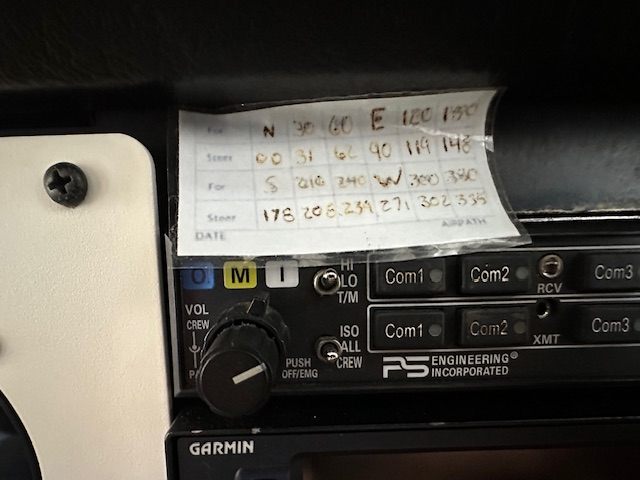 For N 30 60 E 120 150
Steer 00 31 62 90 119 148
For S 210 240 W 300 330
Steer 178 208 239 271 302 335
DATE AIRPATH
O M I
HI
LO
T/M
Com1 Com2 RCV Com3
VOL
CREW
ISO
ALL
CREW
Com1 Com2 XMT Com3
PUSH
OFF/EMG
PS ENGINEERING®
INCORPORATED
GARMIN